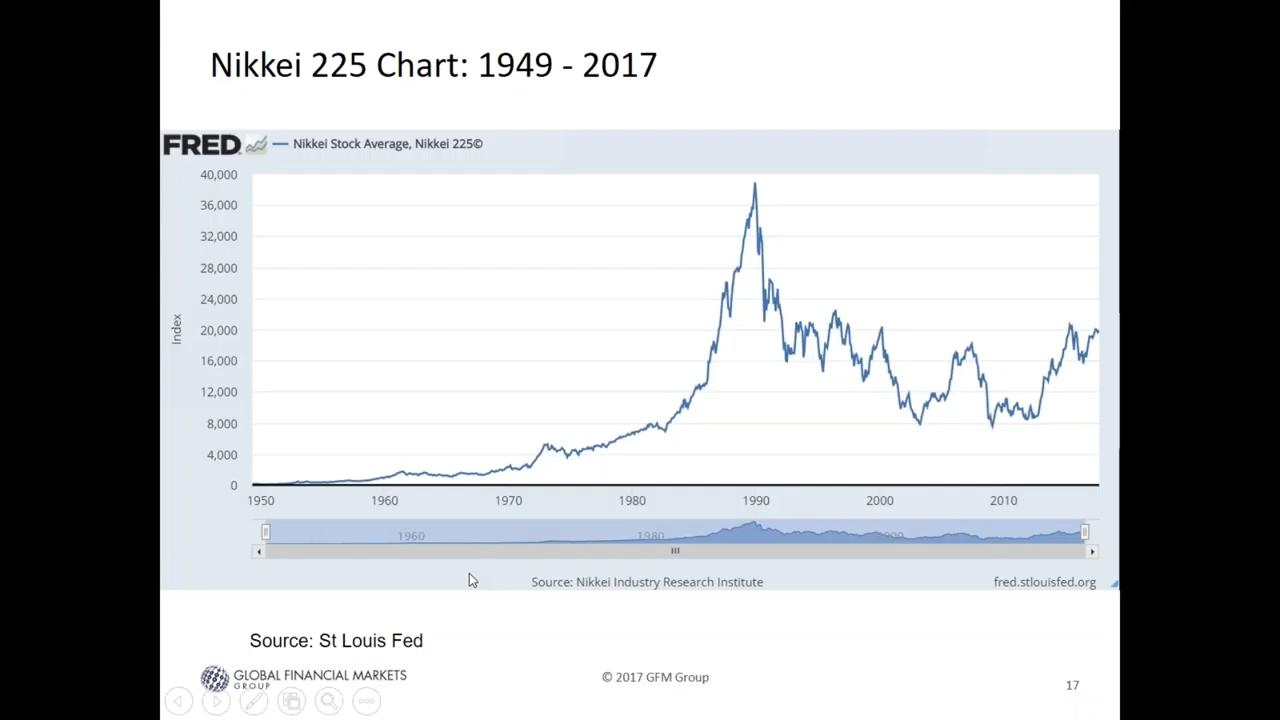 Nikkei 225 Chart: 1949 - 2017
FRED
Nikkei Stock Average, Nikkei 225©
40,000
36,000
32,000
28,000
24,000
20,000
16,000
12,000
8,000
4,000
0
Index
1950 1960 1970 1980 1990 2000 2010
1960 1980 2000
Source: Nikkei Industry Research Institute
fred.stlouisfed.org
Source: St Louis Fed
GLOBAL FINANCIAL MARKETS
GROUP
© 2017 GFM Group
17